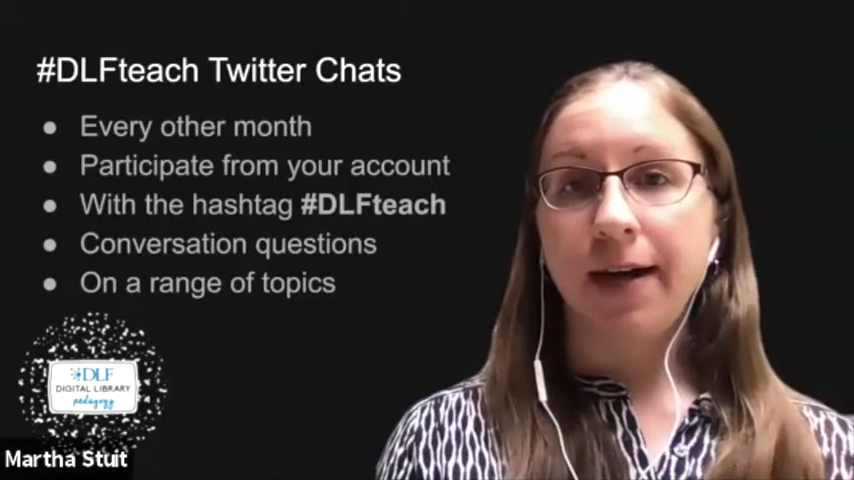 #DLFteach Twitter Chats
● Every other month
● Participate from your account
● With the hashtag #DLFteach
● Conversation questions
● On a range of topics
DLF
DIGITAL LIBRARY
pedagogy
Martha Stuit